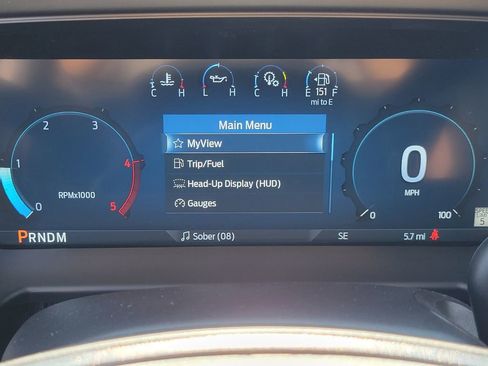 C H
L H
C H
E F
151
mi to E
Main Menu
MyView
Trip/Fuel
Head-Up Display (HUD)
Gauges
0 1 2 3 4 5
RPMx1000
0
MPH
0 100
PRNDM
Sober (08)
SE
5.7 mi
5